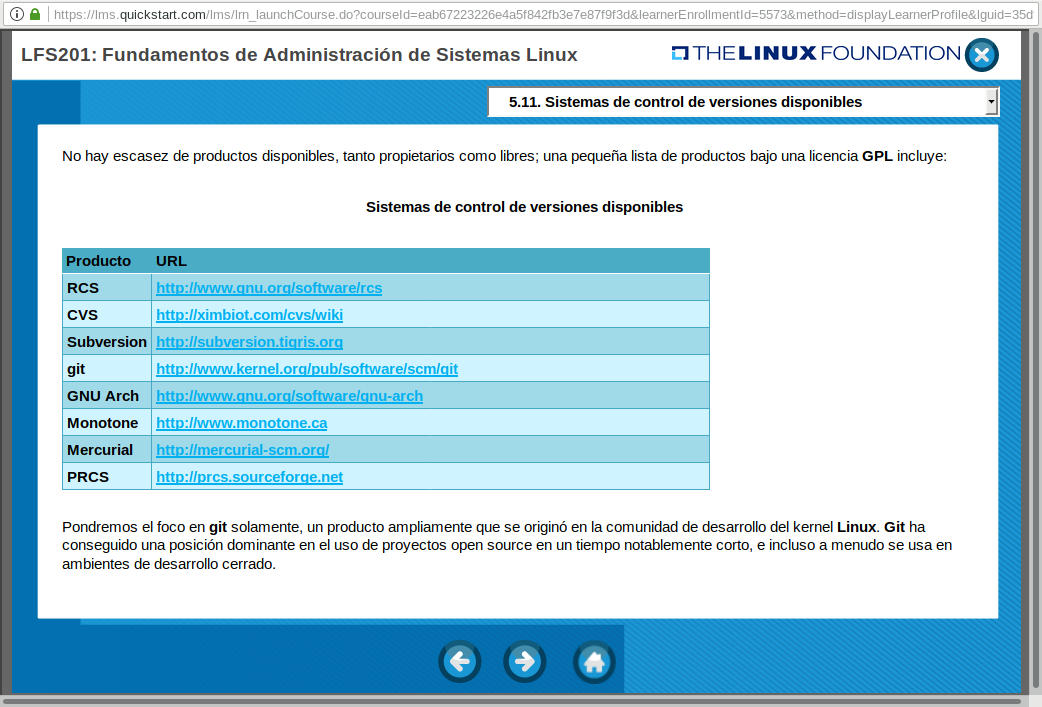 https://lms.quickstart.com/lms/lrn_launchCourse.do?courseId=eab67223226e4a5f842fb3e7e87f9f3d&learnerEnrollmentId=5573&method=displayLearnerProfile&lguid=35d
LFS201: Fundamentos de Administración de Sistemas Linux
THE LINUX FOUNDATION
5.11. Sistemas de control de versiones disponibles
No hay escasez de productos disponibles, tanto propietarios como libres; una pequeña lista de productos bajo una licencia GPL incluye:
Sistemas de control de versiones disponibles
Producto URL
RCS http://www.gnu.org/software/rcs
CVS http://ximbiot.com/cvs/wiki
Subversion http://subversion.tigris.org
git http://www.kernel.org/pub/software/scm/git
GNU Arch http://www.gnu.org/software/gnu-arch
Monotone http://www.monotone.ca
Mercurial http://mercurial-scm.org/
PRCS http://prcs.sourceforge.net
Pondremos el foco en git solamente, un producto ampliamente que se originó en la comunidad de desarrollo del kernel Linux. Git ha
conseguido una posición dominante en el uso de proyectos open source en un tiempo notablemente corto, e incluso a menudo se usa en
ambientes de desarrollo cerrado.